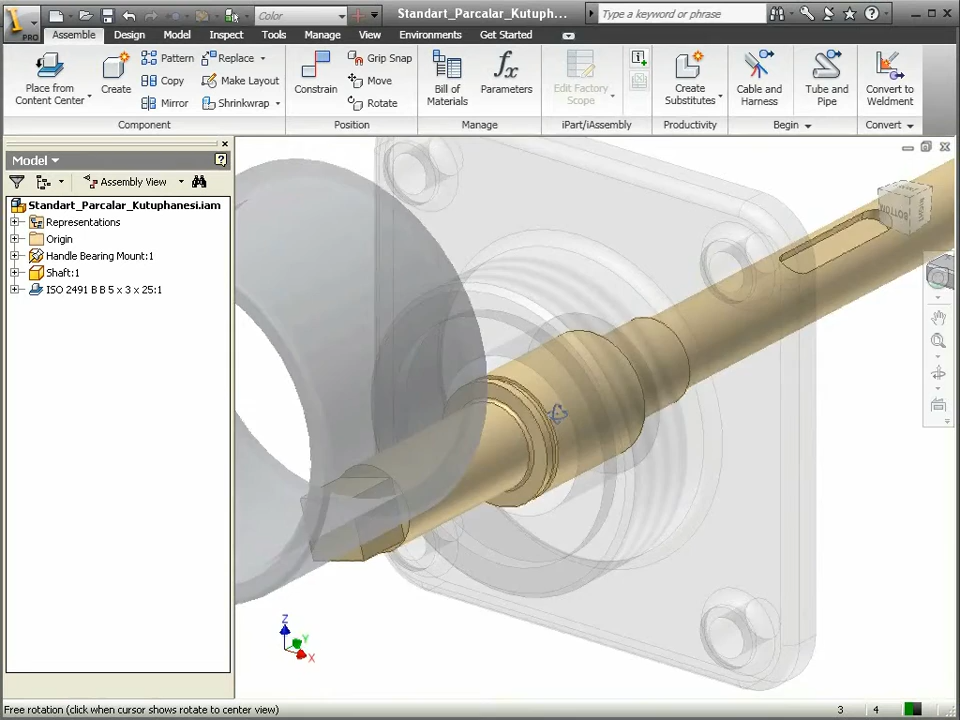 PRO
Color
Standart_Parcalar_Kutuph...
Type a keyword or phrase
Assemble Design Model Inspect Tools Manage View Environments Get Started
Place from
Content Center
Create
Pattern
Copy
Mirror
Replace
Make Layout
Shrinkwrap
Component
Constrain
Grip Snap
Move
Rotate
Position
Bill of
Materials
Parameters
Manage
Edit Factory
Scope
iPart/iAssembly
Create
Substitutes
Productivity
Cable and
Harness
Tube and
Pipe
Begin
Convert to
Weldment
Convert
Model
Assembly View
Standart_Parcalar_Kutuphanesi.iam
Representations
Origin
Handle Bearing Mount:1
Shaft:1
ISO 2491 B B 5 x 3 x 25:1
BOTTOM
Z
Y
X
Free rotation (click when cursor shows rotate to center view)
3 4